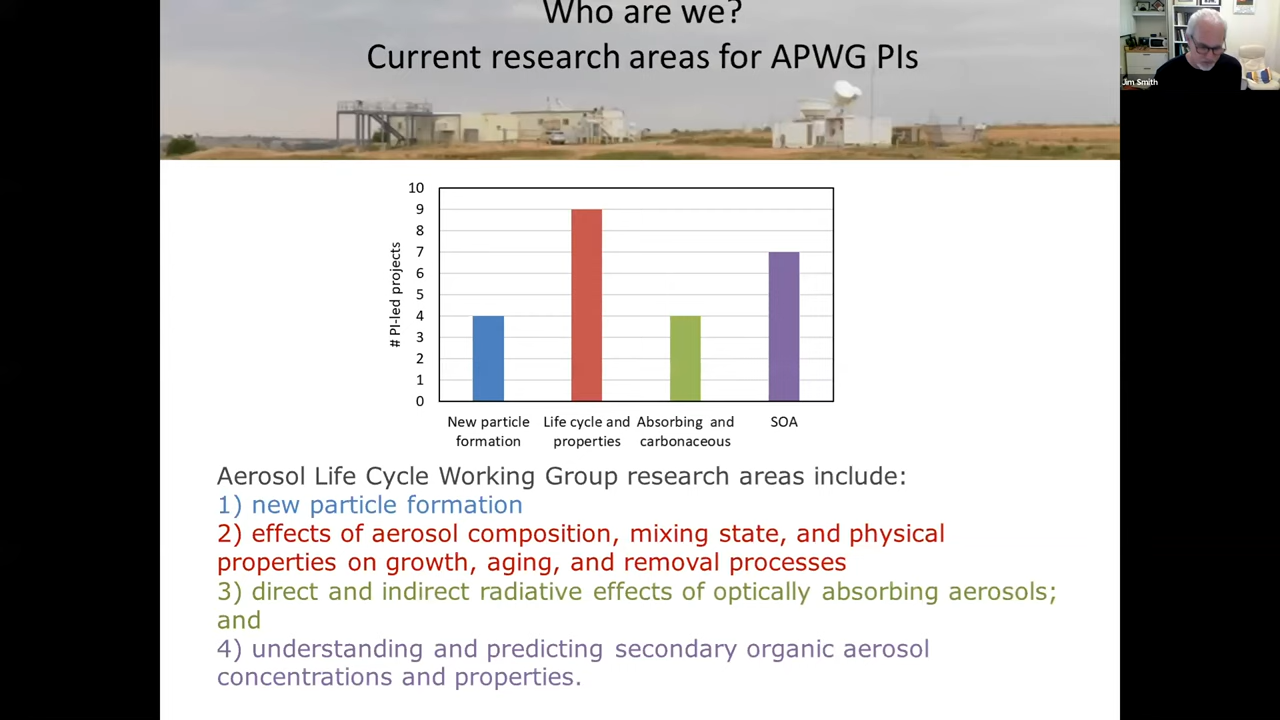 Who are we?
Current research areas for APWG PIs
Jim Smith
10
9
8
7
6
5
4
3
2
1
0
# PI-led projects
New particle
formation
Life cycle and
properties
Absorbing and
carbonaceous
SOA
Aerosol Life Cycle Working Group research areas include:
1) new particle formation
2) effects of aerosol composition, mixing state, and physical
properties on growth, aging, and removal processes
3) direct and indirect radiative effects of optically absorbing aerosols;
and
4) understanding and predicting secondary organic aerosol
concentrations and properties.